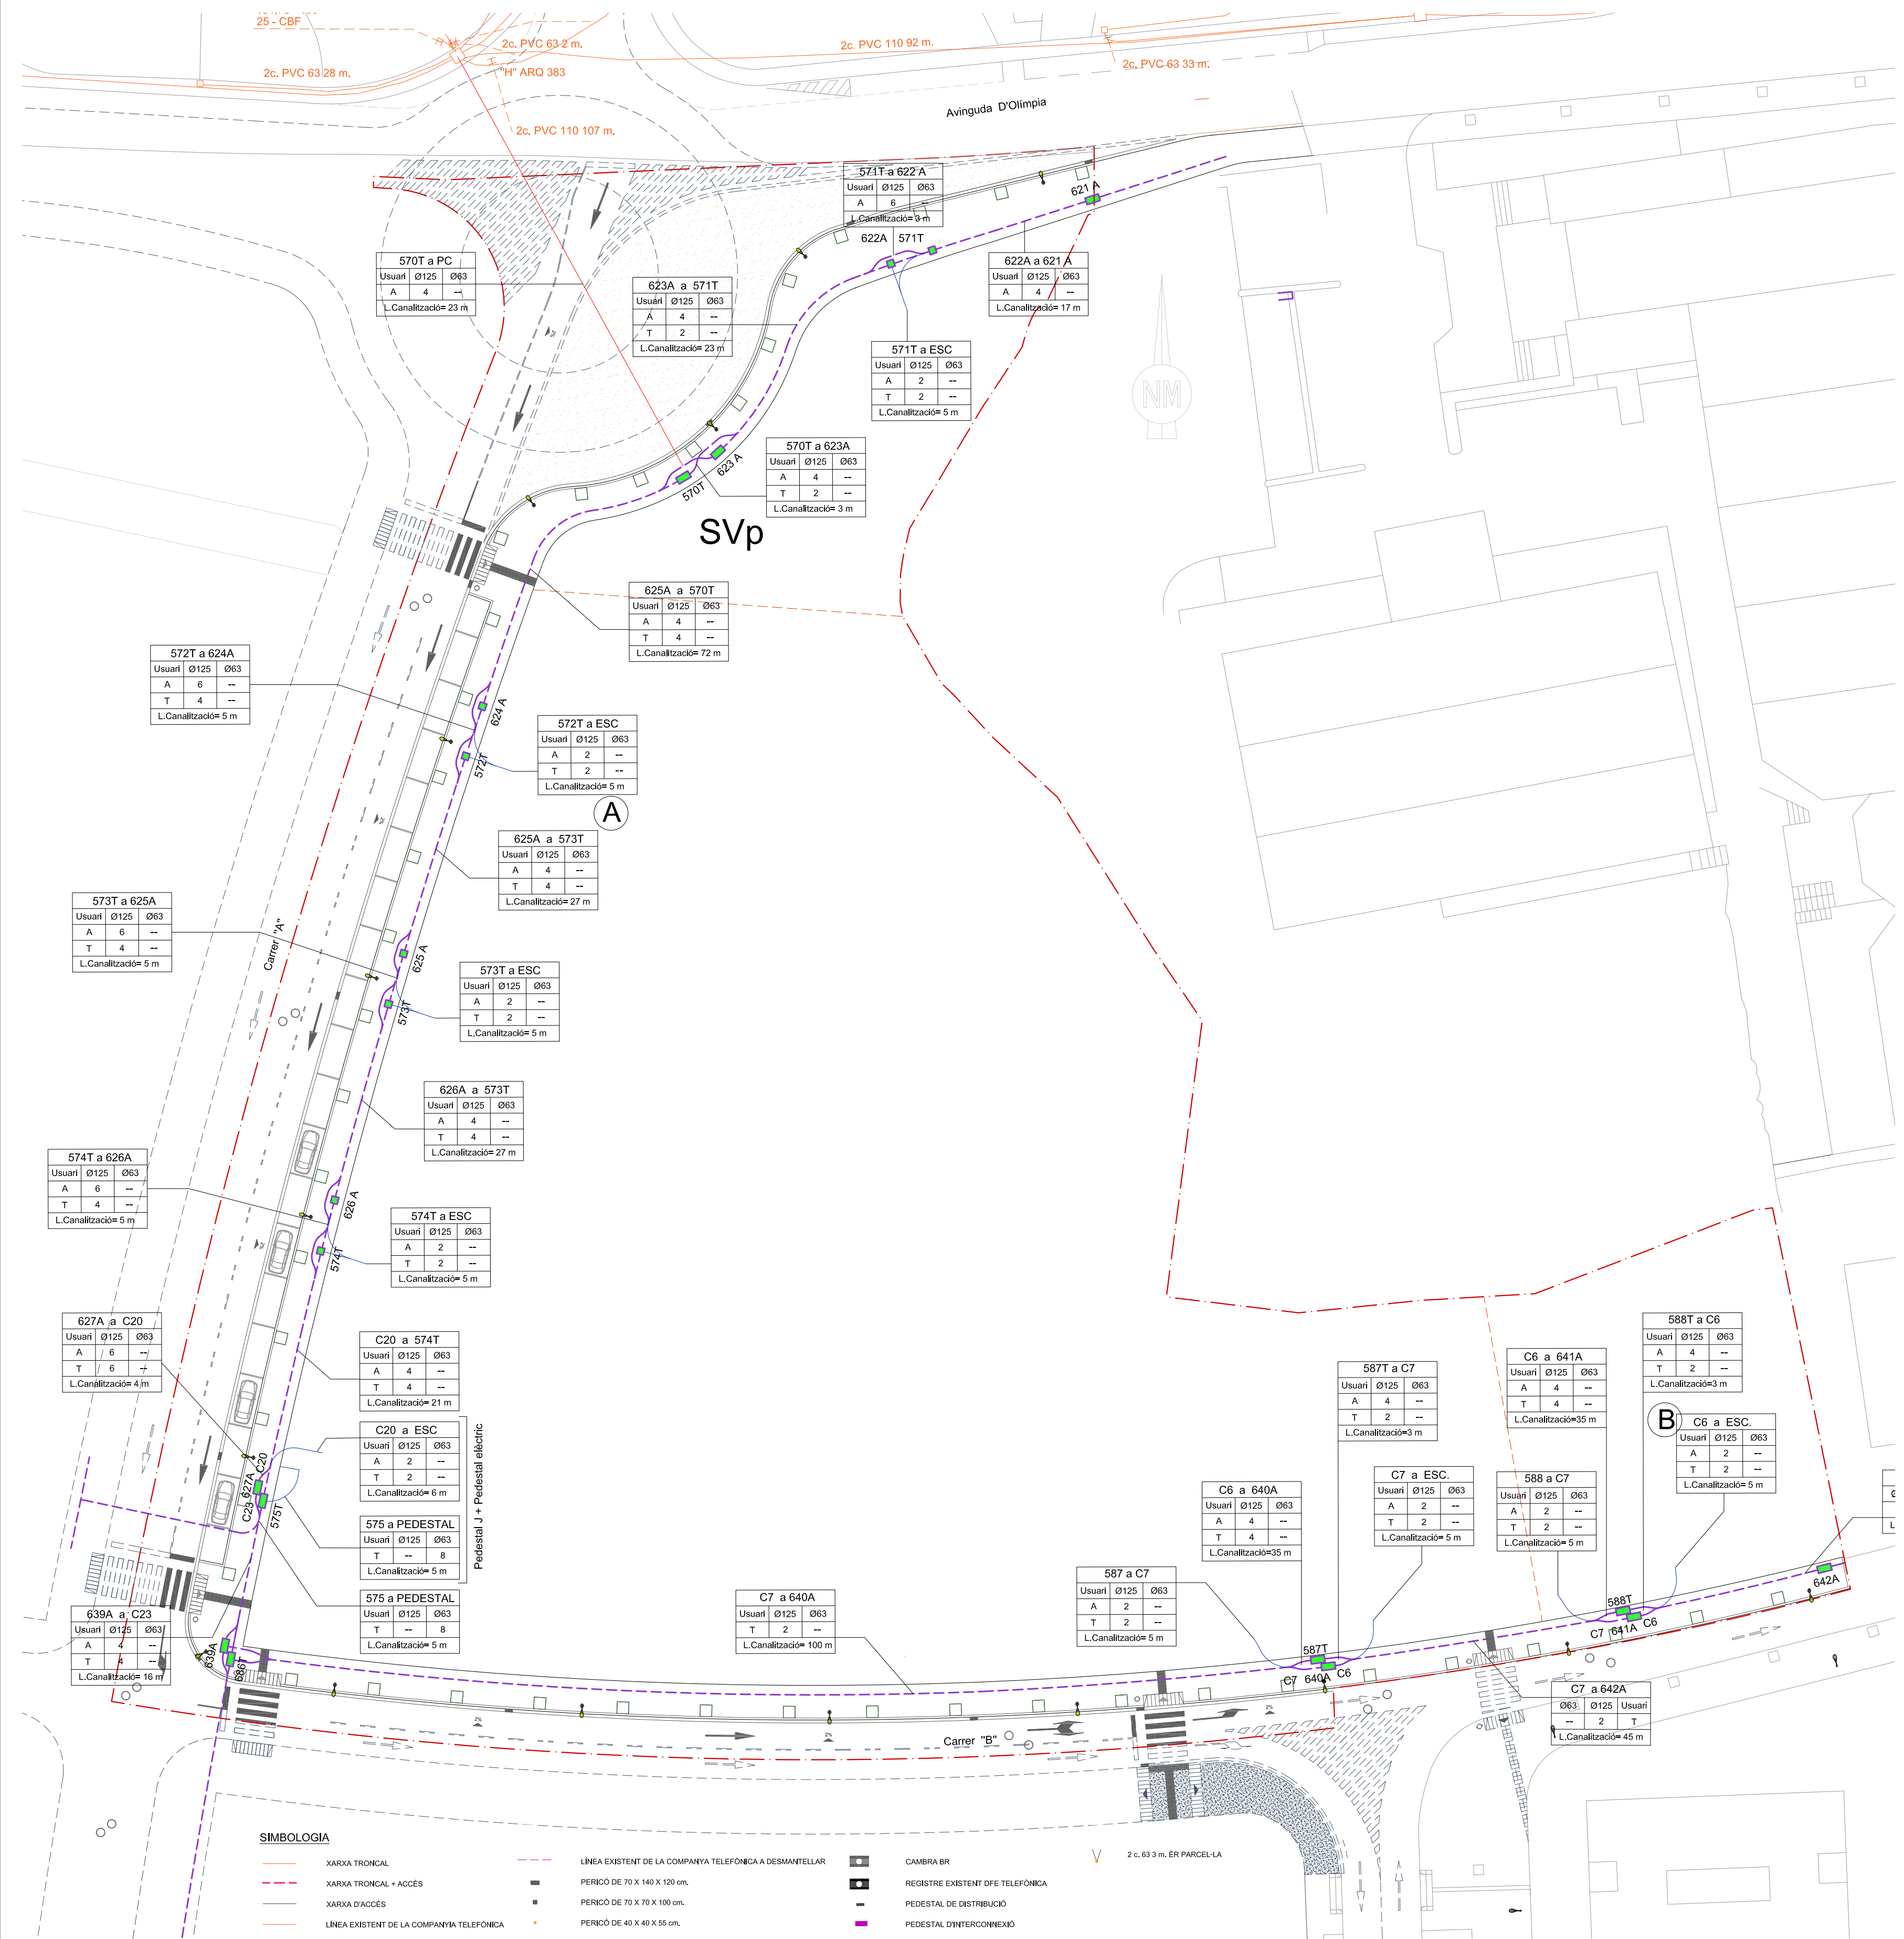 25 - CBF
2c. PVC 63 2 m.
2c. PVC 110 92 m.
2c. PVC 63 28 m.
"H" ARQ 383
2c. PVC 63 33 m.
2c. PVC 110 107 m.
Avinguda D'Olímpia
571T a 622 A
Usuari Ø125 Ø63
A 6 --
L.Canalització= 3 m
621 A
622A 571T
570T a PC
Usuari Ø125 Ø63
A 4 --
L.Canalització= 23 m
623A a 571T
Usuari Ø125 Ø63
A 4 --
T 2 --
L.Canalització= 23 m
622A a 621 A
Usuari Ø125 Ø63
A 4 --
L.Canalització= 17 m
571T a ESC
Usuari Ø125 Ø63
A 2 --
T 2 --
L.Canalització= 5 m
NM
570T a 623A
Usuari Ø125 Ø63
A 4 --
T 2 --
L.Canalització= 3 m
623 A
570T
SVp
625A a 570T
Usuari Ø125 Ø63
A 4 --
T 4 --
L.Canalització= 72 m
572T a 624A
Usuari Ø125 Ø63
A 6 --
T 4 --
L.Canalització= 5 m
624 A
572T
572T a ESC
Usuari Ø125 Ø63
A 2 --
T 2 --
L.Canalització= 5 m
A
625A a 573T
Usuari Ø125 Ø63
A 4 --
T 4 --
L.Canalització= 27 m
573T a 625A
Usuari Ø125 Ø63
A 6 --
T 4 --
L.Canalització= 5 m
Carrer "A"
625 A
573T
573T a ESC
Usuari Ø125 Ø63
A 2 --
T 2 --
L.Canalització= 5 m
626A a 573T
Usuari Ø125 Ø63
A 4 --
T 4 --
L.Canalització= 27 m
574T a 626A
Usuari Ø125 Ø63
A 6 --
T 4 --
L.Canalització= 5 m
626 A
574T
574T a ESC
Usuari Ø125 Ø63
A 2 --
T 2 --
L.Canalització= 5 m
627A a C20
Usuari Ø125 Ø63
A 6 --
T 6 --
L.Canalització= 4 m
C20 a 574T
Usuari Ø125 Ø63
A 4 --
T 4 --
L.Canalització= 21 m
C20 a ESC
Usuari Ø125 Ø63
A 2 --
T 2 --
L.Canalització= 6 m
575 a PEDESTAL
Usuari Ø125 Ø63
T -- 8
L.Canalització= 5 m
Pedestal J + Pedestal elèctric
575 a PEDESTAL
Usuari Ø125 Ø63
T -- 8
L.Canalització= 5 m
C23 627A C20
575T
639A a C23
Usuari Ø125 Ø63
A 4 --
T 4 --
L.Canalització= 16 m
639A
586T
C7 a 640A
Usuari Ø125 Ø63
T 2 --
L.Canalització= 100 m
587 a C7
Usuari Ø125 Ø63
A 2 --
T 2 --
L.Canalització= 5 m
C6 a 640A
Usuari Ø125 Ø63
A 4 --
T 4 --
L.Canalització=35 m
587T a C7
Usuari Ø125 Ø63
A 4 --
T 2 --
L.Canalització=3 m
C7 a ESC.
Usuari Ø125 Ø63
A 2 --
T 2 --
L.Canalització= 5 m
C6 a 641A
Usuari Ø125 Ø63
A 4 --
T 4 --
L.Canalització=35 m
588 a C7
Usuari Ø125 Ø63
A 2 --
T 2 --
L.Canalització= 5 m
588T a C6
Usuari Ø125 Ø63
A 4 --
T 2 --
L.Canalització=3 m
B
C6 a ESC.
Usuari Ø125 Ø63
A 2 --
T 2 --
L.Canalització= 5 m
642A
588T
C7 641A C6
587T
C7 640A C6
C7 a 642A
Ø63 Ø125 Usuari
-- 2 T
L.Canalització= 45 m
Carrer "B"
2%
2%
2%
SIMBOLOGIA
XARXA TRONCAL
XARXA TRONCAL + ACCÉS
XARXA D'ACCÉS
LÍNEA EXISTENT DE LA COMPANYIA TELEFÓNICA
LÍNEA EXISTENT DE LA COMPANYA TELEFÒNICA A DESMANTELLAR
PERICÓ DE 70 X 140 X 120 cm.
PERICÓ DE 70 X 70 X 100 cm.
PERICÓ DE 40 X 40 X 55 cm.
CAMBRA BR
REGISTRE EXISTENT DFE TELEFÒNICA
PEDESTAL DE DISTRIBUCIÓ
PEDESTAL D'INTERCONNEXIÓ
2 c. 63 3 m. ÈR PARCEL·LA